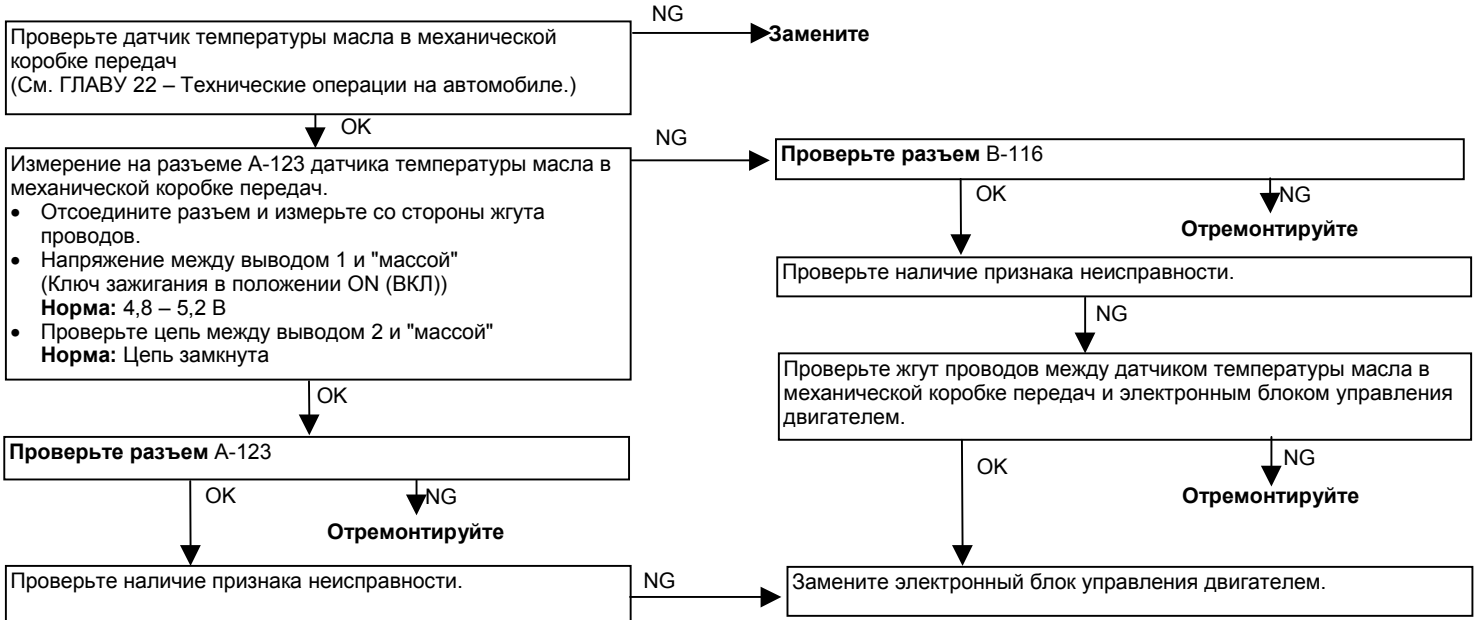 Проверьте датчик температуры масла в механической
коробке передач
(См. ГЛАВУ 22 – Технические операции на автомобиле.)
NG
Замените
OK
Измерение на разъеме А-123 датчика температуры масла в
механической коробке передач.
• Отсоедините разъем и измерьте со стороны жгута
проводов.
• Напряжение между выводом 1 и "массой"
(Ключ зажигания в положении ON (ВКЛ))
Норма: 4,8 – 5,2 В
• Проверьте цепь между выводом 2 и "массой"
Норма: Цепь замкнута
NG
Проверьте разъем В-116
OK
NG
Отремонтируйте
Проверьте наличие признака неисправности.
NG
Проверьте жгут проводов между датчиком температуры масла в
механической коробке передач и электронным блоком управления
двигателем.
OK
NG
Отремонтируйте
OK
Проверьте разъем А-123
OK
NG
Отремонтируйте
Проверьте наличие признака неисправности.
NG
Замените электронный блок управления двигателем.